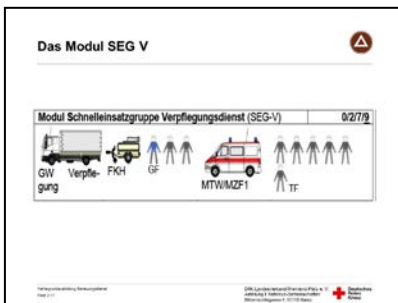 Das Modul SEG V
Modul Schnelleinsatzgruppe Verpflegungsdienst (SEG-V) 0/2/7/9
GW Verpfle-
gung
FKH
GF
MTW/MZF1
TF
DRK-Landesverband Rheinland-Pfalz e. V.
Deutsches
Rotes
Kreuz